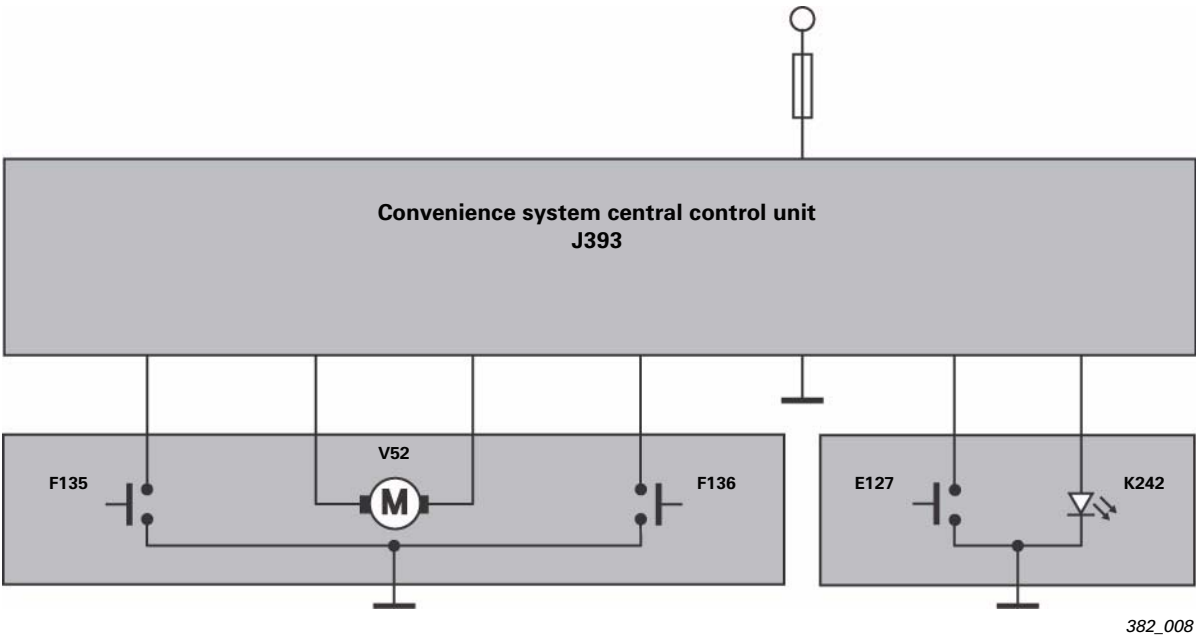 Convenience system central control unit
J393
V52
F135
M
F136
E127
K242
382_008